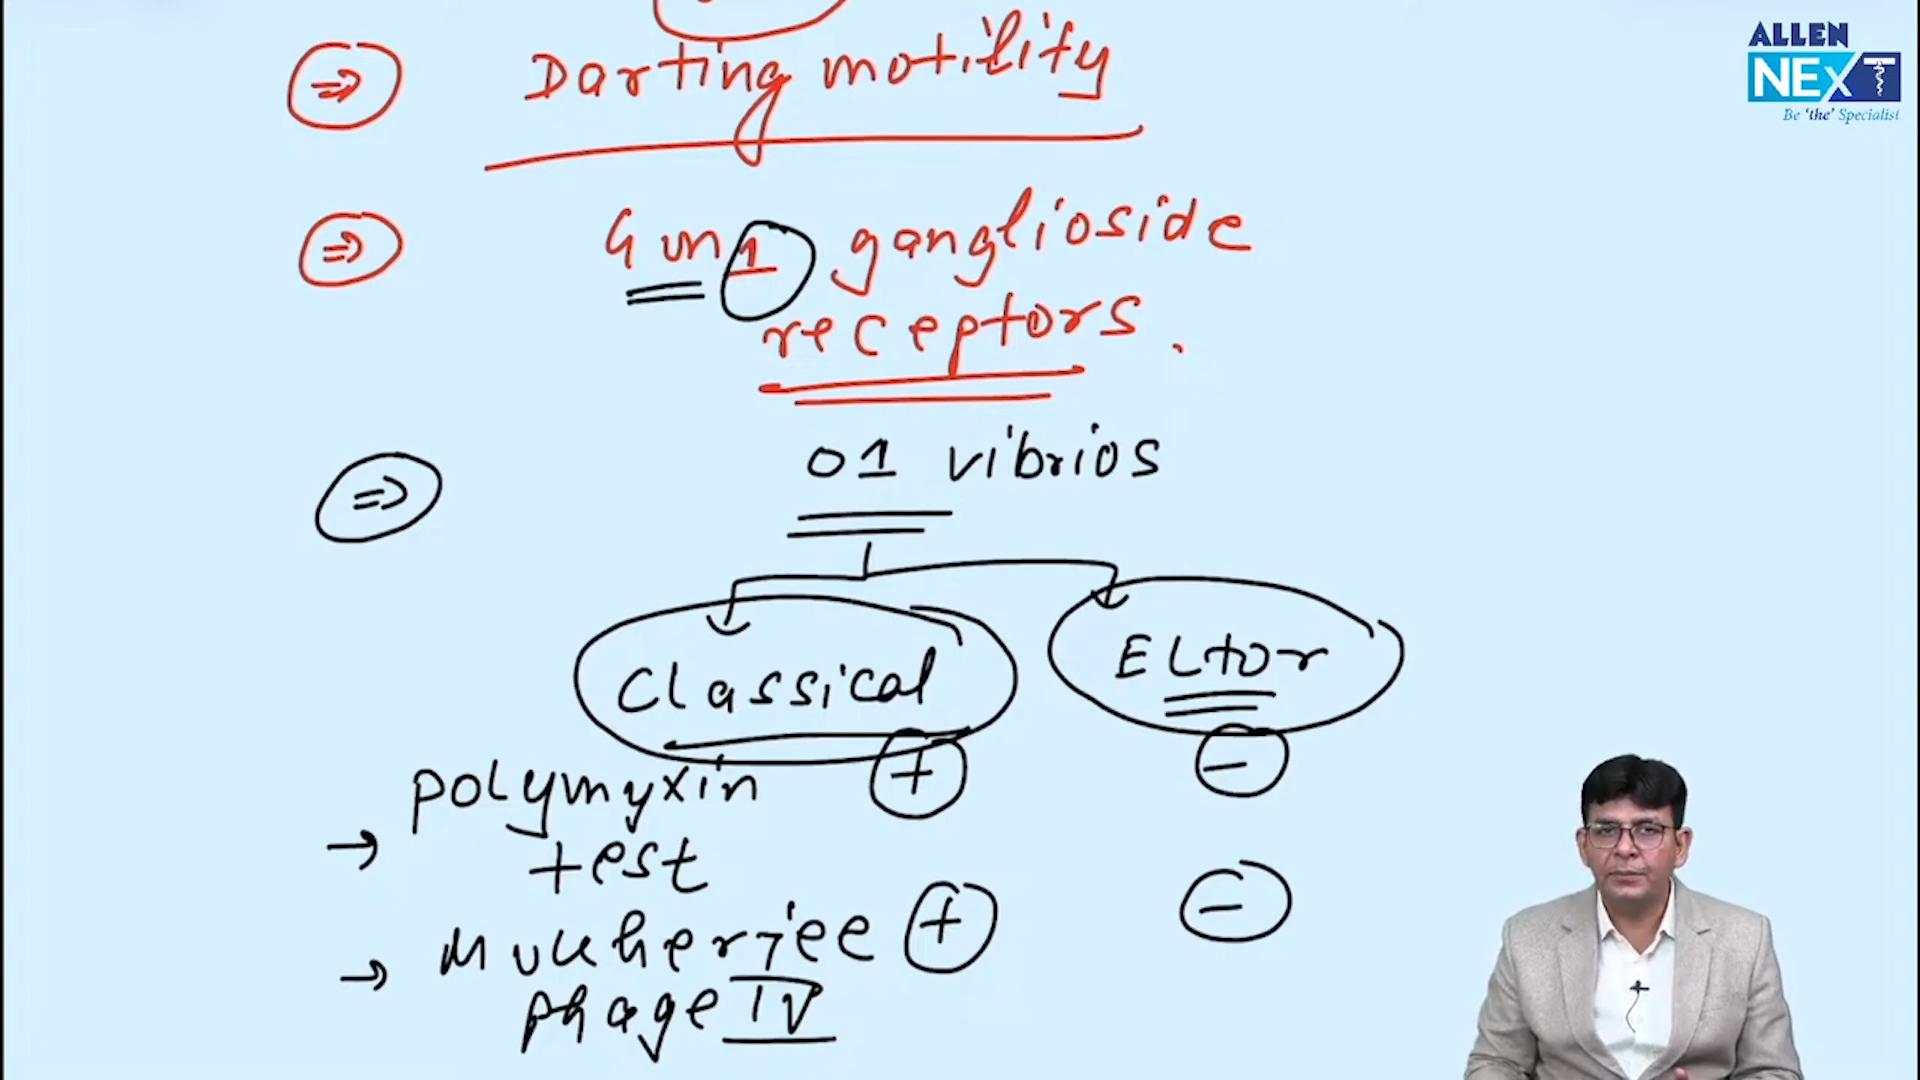 ALLEN
NEXT
Be 'the' Specialist
⇒ Darting motility
⇒ Gm1 ganglioside
receptors.
⇒ O1 vibrios
Classical ELtor
polymyxin + -
→ test
→ Mukherjee + -
phage IV